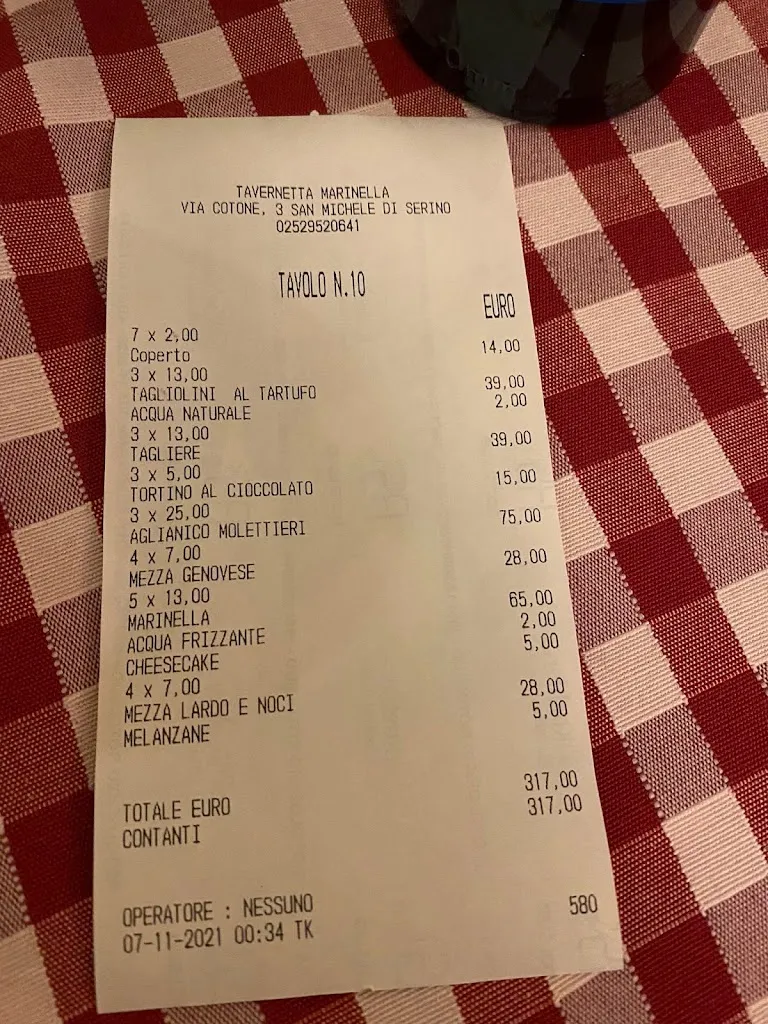 TAVERNETTA MARINELLA
VIA COTONE, 3 SAN MICHELE DI SERINO
02529520641
TAVOLO N.10
EURO
7 x 2,00
Coperto 14,00
3 x 13,00
TAGLIOLINI AL TARTUFO 39,00
ACQUA NATURALE 2,00
3 x 13,00
TAGLIERE 39,00
3 x 5,00
TORTINO AL CIOCCOLATO 15,00
3 x 25,00
AGLIANICO MOLETTIERI 75,00
4 x 7,00
MEZZA GENOVESE 28,00
5 x 13,00
MARINELLA 65,00
ACQUA FRIZZANTE 2,00
CHEESECAKE 5,00
4 x 7,00
MEZZA LARDO E NOCI 28,00
MELANZANE 5,00
TOTALE EURO 317,00
CONTANTI 317,00
OPERATORE : NESSUNO
07-11-2021 00:34 TK 580